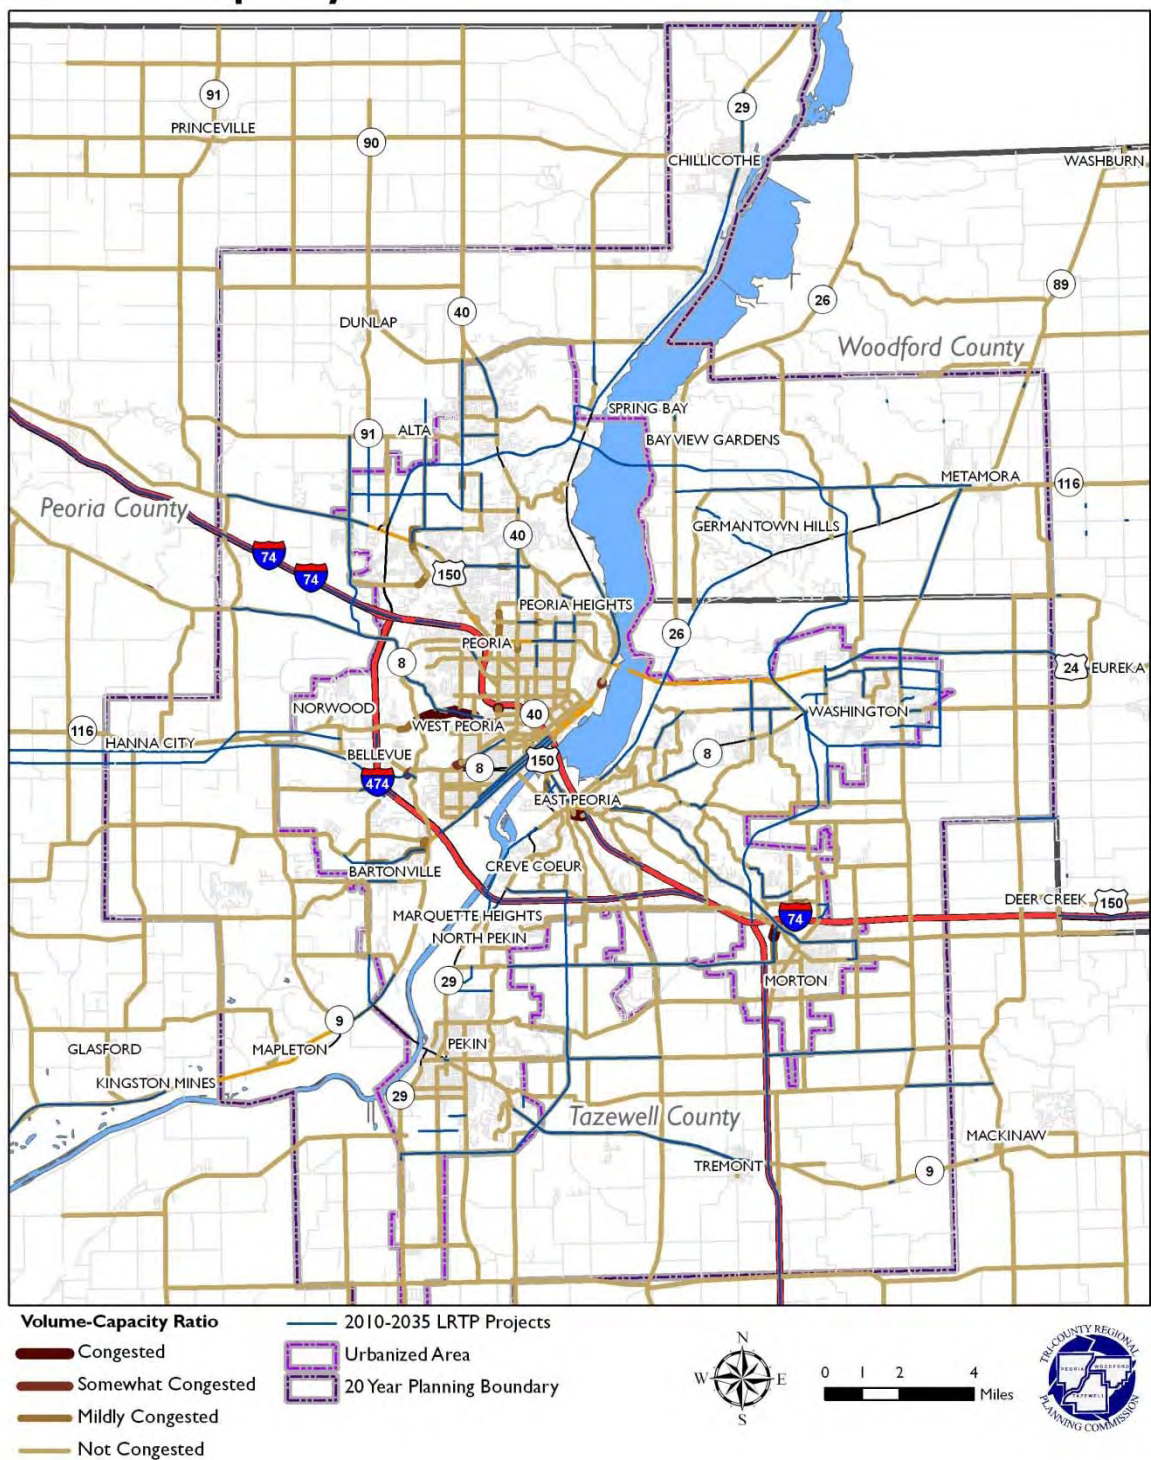 91
PRINCEVILLE
90
29
CHILLICOTHE
WASHBURN
40
26
89
DUNLAP
Woodford County
SPRING BAY
91
ALTA
BAYVIEW GARDENS
METAMORA
116
Peoria County
GERMANTOWN HILLS
40
74
74
150
PEORIA HEIGHTS
26
PEORIA
8
24
EUREKA
NORWOOD
40
WEST PEORIA
WASHINGTON
116
HANNA CITY
BELLEVUE
8
150
8
474
EAST PEORIA
CREVE COEUR
BARTONVILLE
DEER CREEK
150
74
MARQUETTE HEIGHTS
NORTH PEKIN
29
MORTON
9
GLASFORD
MAPLETON
PEKIN
KINGSTON MINES
29
Tazewell County
MACKINAW
TREMONT
9
Volume-Capacity Ratio
Congested
Somewhat Congested
Mildly Congested
Not Congested
2010-2035 LRTP Projects
Urbanized Area
20 Year Planning Boundary
N
W E
S
0 1 2 4
Miles
TRI-COUNTY REGIONAL
PEORIA WOODFORD
TAZEWELL
PLANNING COMMISSION